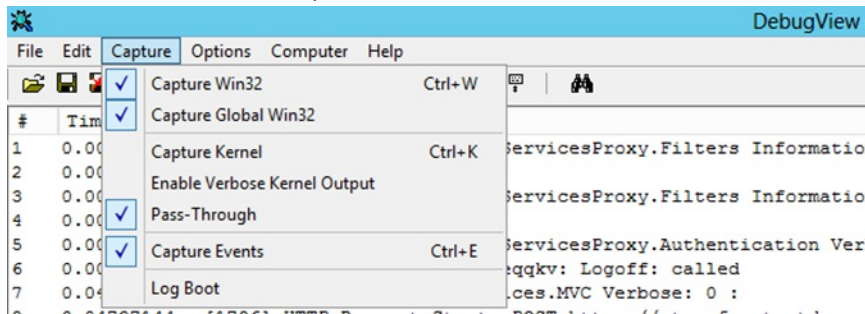 DebugView
File Edit Capture Options Computer Help
Capture Win32 Ctrl+W
Capture Global Win32
Capture Kernel Ctrl+K
Enable Verbose Kernel Output
Pass-Through
Capture Events Ctrl+E
Log Boot
# Tim
1 0.00 ServicesProxy.Filters Informatio
2 0.00
3 0.00 ServicesProxy.Filters Informatio
4 0.00
5 0.00 ServicesProxy.Authentication Ver
6 0.00 eqqkv: Logoff: called
7 0.04 ces.MVC Verbose: 0 :